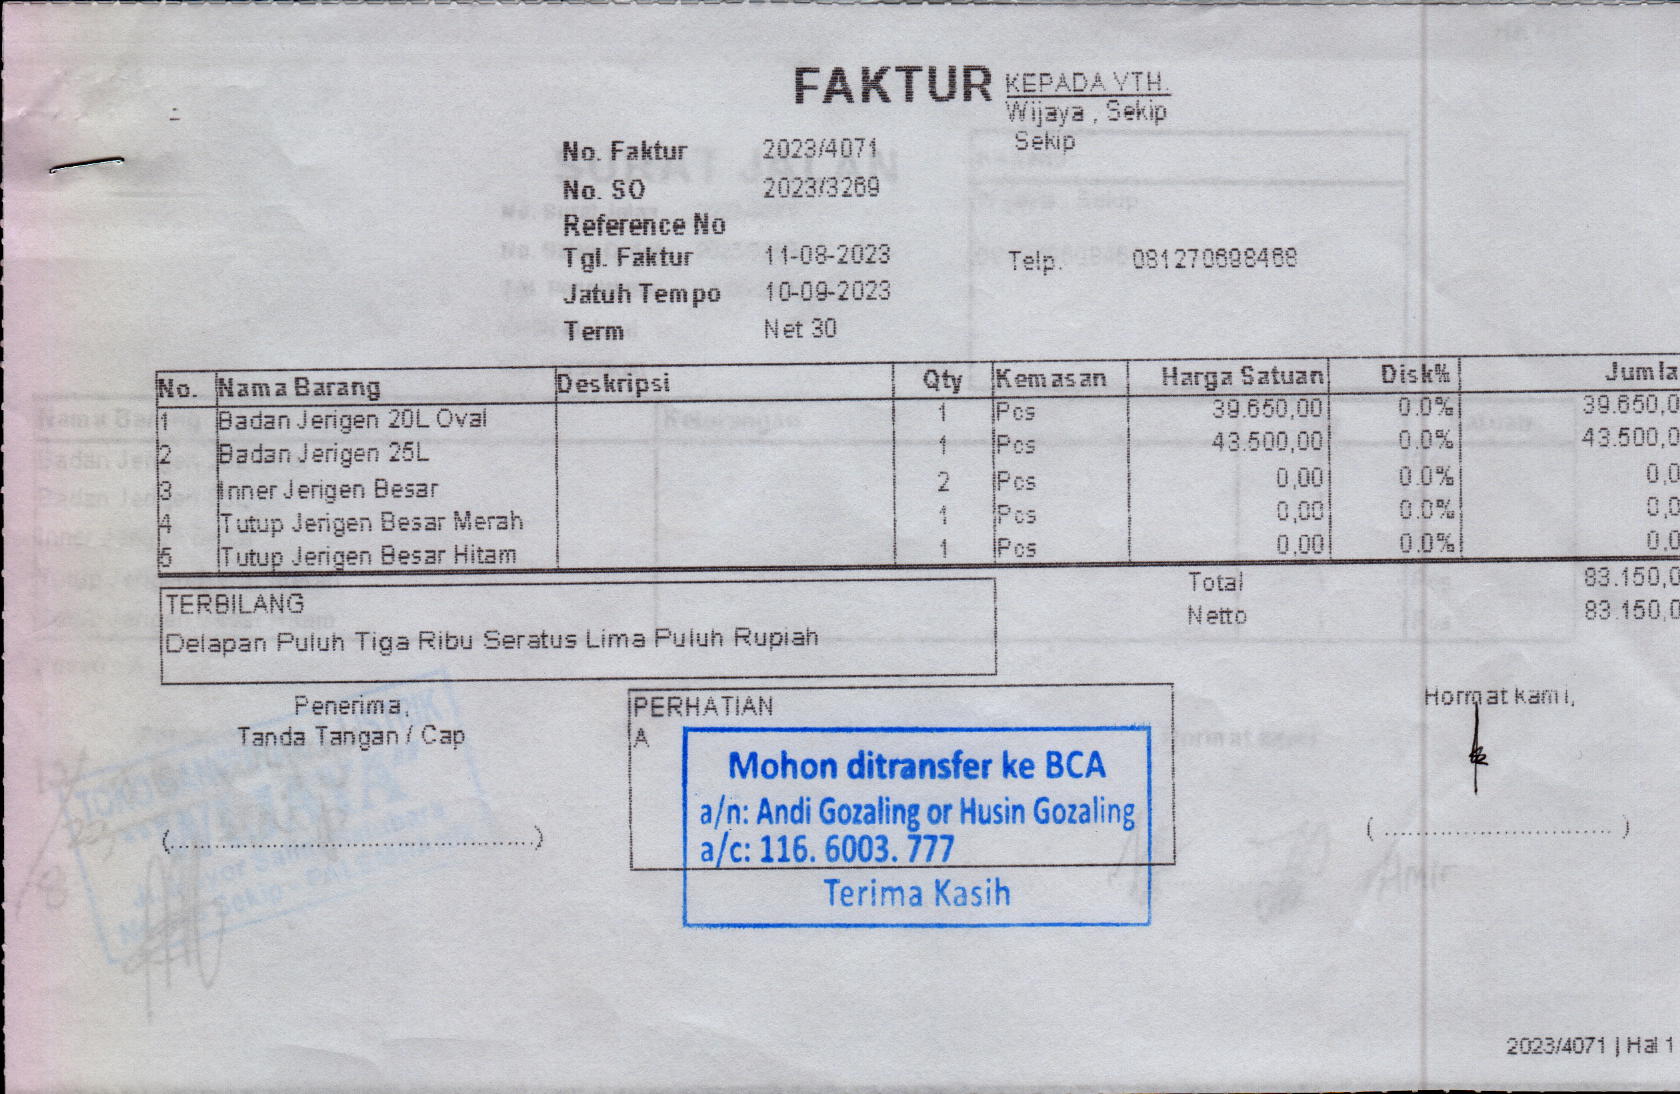 FAKTUR
KEPADA YTH.
Wijaya , Sekip
Sekip
No. Faktur 2023/4071
No. SO 2023/3269
Reference No
Tgl. Faktur 11-08-2023
Telp. 081270698468
Jatuh Tempo 10-09-2023
Term Net 30
No. Nama Barang Deskripsi Qty Kemasan Harga Satuan Disk% Jumla
1 Badan Jerigen 20L Oval 1 Pcs 39.650,00 0.0% 39.650,0
2 Badan Jerigen 25L 1 Pcs 43.500,00 0.0% 43.500,0
3 Inner Jerigen Besar 2 Pcs 0,00 0.0% 0,0
4 Tutup Jerigen Besar Merah 1 Pcs 0,00 0.0% 0,0
5 Tutup Jerigen Besar Hitam 1 Pcs 0,00 0.0% 0,0
Total 83.150,0
Netto 83.150,0
TERBILANG
Delapan Puluh Tiga Ribu Seratus Lima Puluh Rupiah
Penerima,
Tanda Tangan / Cap
PERHATIAN
A
Mohon ditransfer ke BCA
a/n: Andi Gozaling or Husin Gozaling
a/c: 116. 6003. 777
Terima Kasih
Hormat kami,
2023/4071 | Hal 1